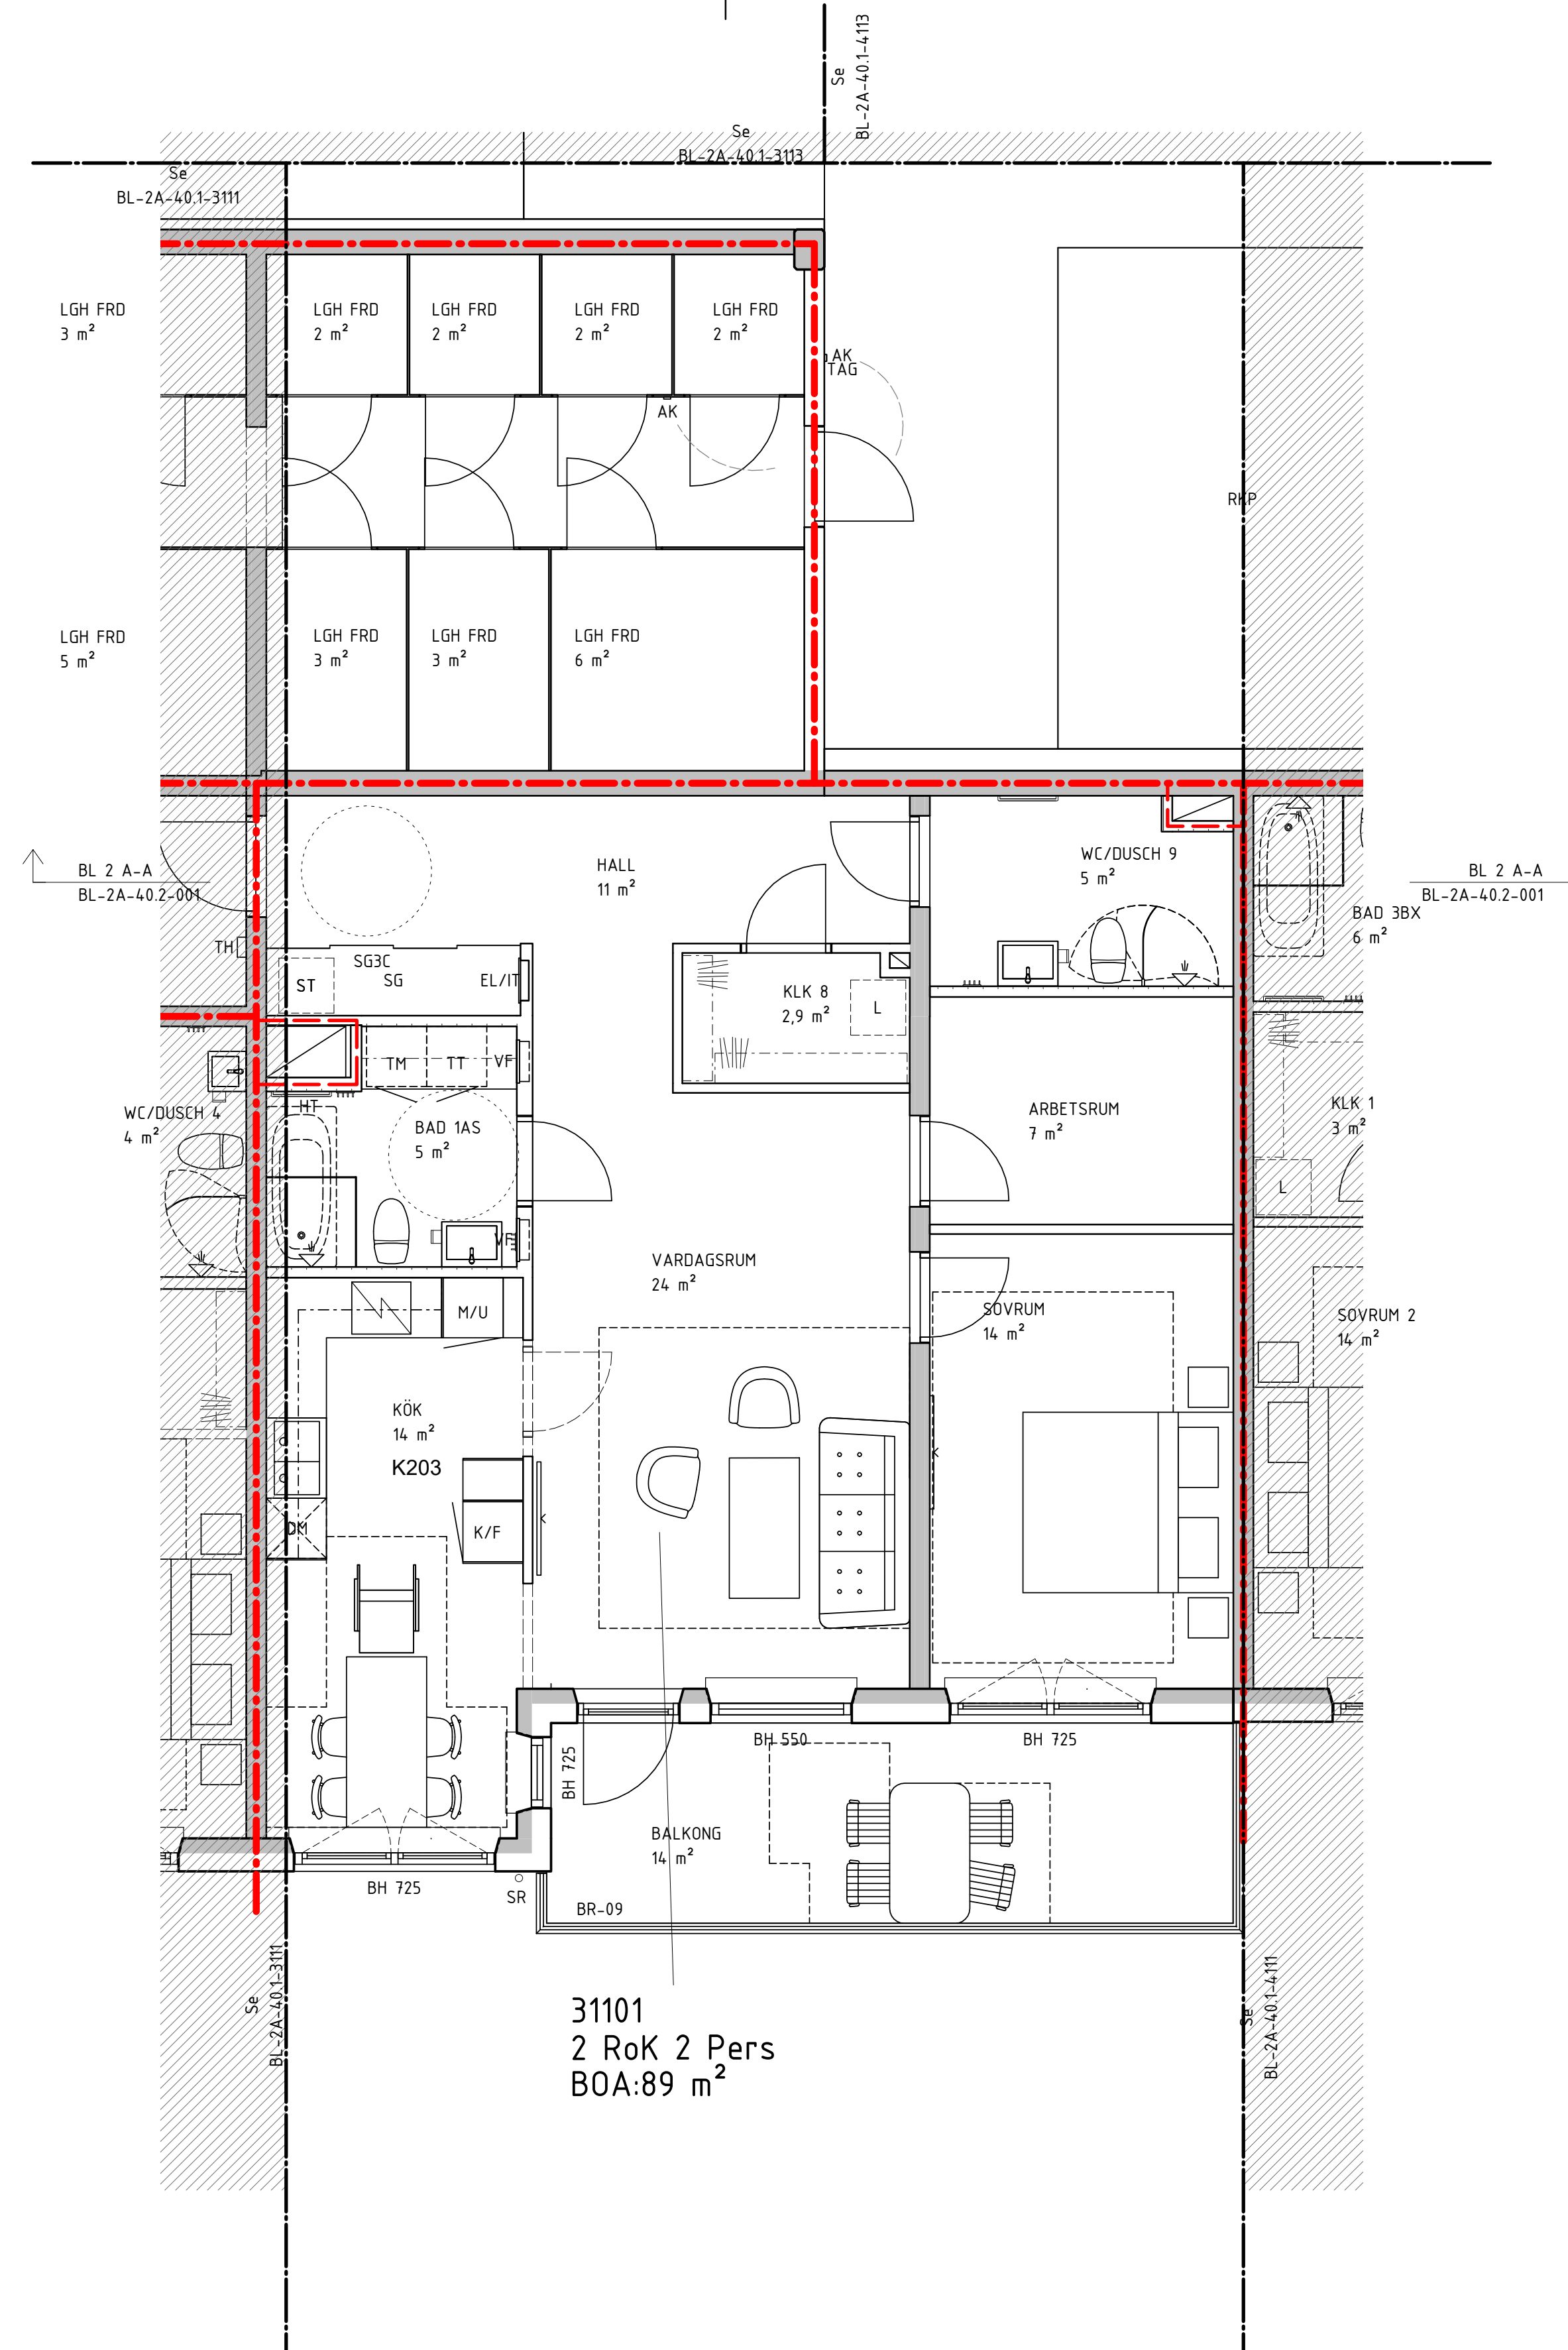 Se
BL-2A-40.1-4113
Se
BL-2A-40.1-3113
Se
BL-2A-40.1-3111
LGH FRD
3 m²
LGH FRD
2 m²
LGH FRD
2 m²
LGH FRD
2 m²
LGH FRD
2 m²
AK
TAG
AK
RKP
LGH FRD
5 m²
LGH FRD
3 m²
LGH FRD
3 m²
LGH FRD
6 m²
BL 2 A-A
BL-2A-40.2-001
HALL
11 m²
WC/DUSCH 9
5 m²
BL 2 A-A
BL-2A-40.2-001
BAD 3BX
6 m²
TH
SG3C
ST
SG
EL/IT
KLK 8
2,9 m²
L
TM
TT
VF
HT
WC/DUSCH 4
4 m²
BAD 1AS
5 m²
ARBETSRUM
7 m²
KLK 1
3 m²
L
VF
VARDAGSRUM
24 m²
M/U
SOVRUM
14 m²
SOVRUM 2
14 m²
KÖK
14 m²
K203
DM
K/F
BH 725
BH 550
BH 725
BALKONG
14 m²
BH 725
SR
BR-09
Se
BL-2A-40.1-3111
Se
BL-2A-40.1-4111
31101
2 RoK 2 Pers
BOA:89 m²